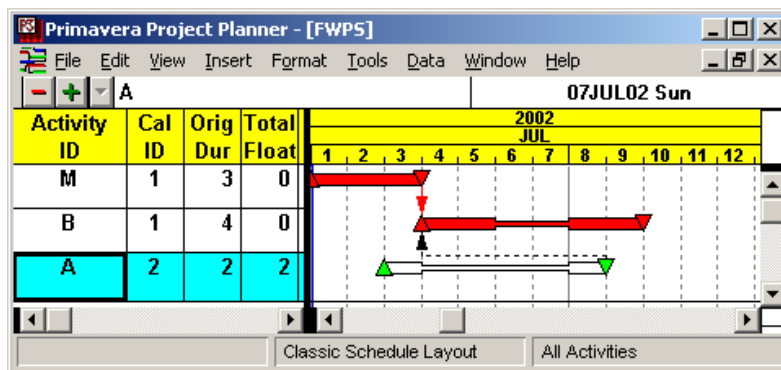 Primavera Project Planner - [FWPS]
File Edit View Insert Format Tools Data Window Help
A 07JUL02 Sun
Activity ID Cal ID Orig Dur Total Float
2002
JUL
1 2 3 4 5 6 7 8 9 10 11 12
M 1 3 0
B 1 4 0
A 2 2 2
Classic Schedule Layout All Activities